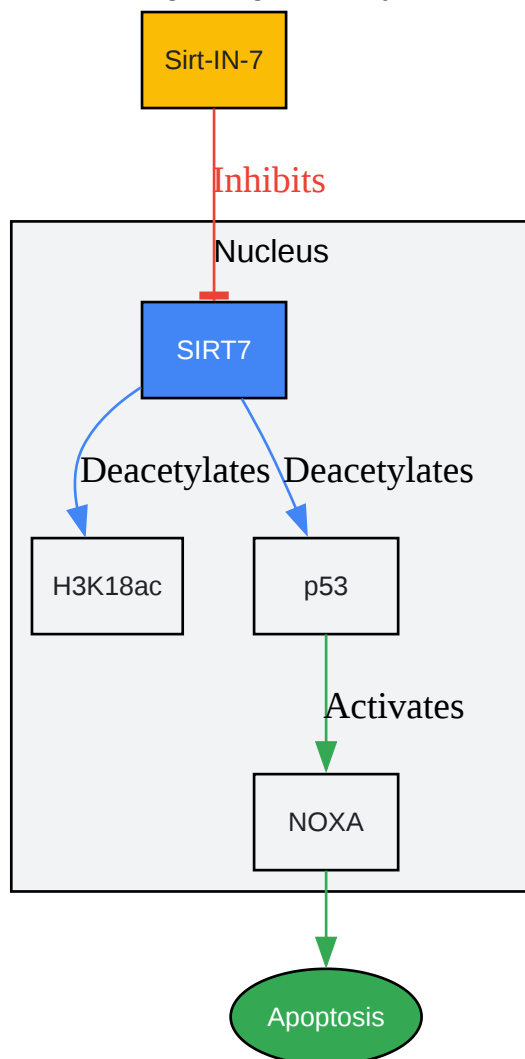 Sirt-IN-7
Inhibits
Nucleus
SIRT7
Deacetylates Deacetylates
H3K18ac p53
Activates
NOXA
Apoptosis